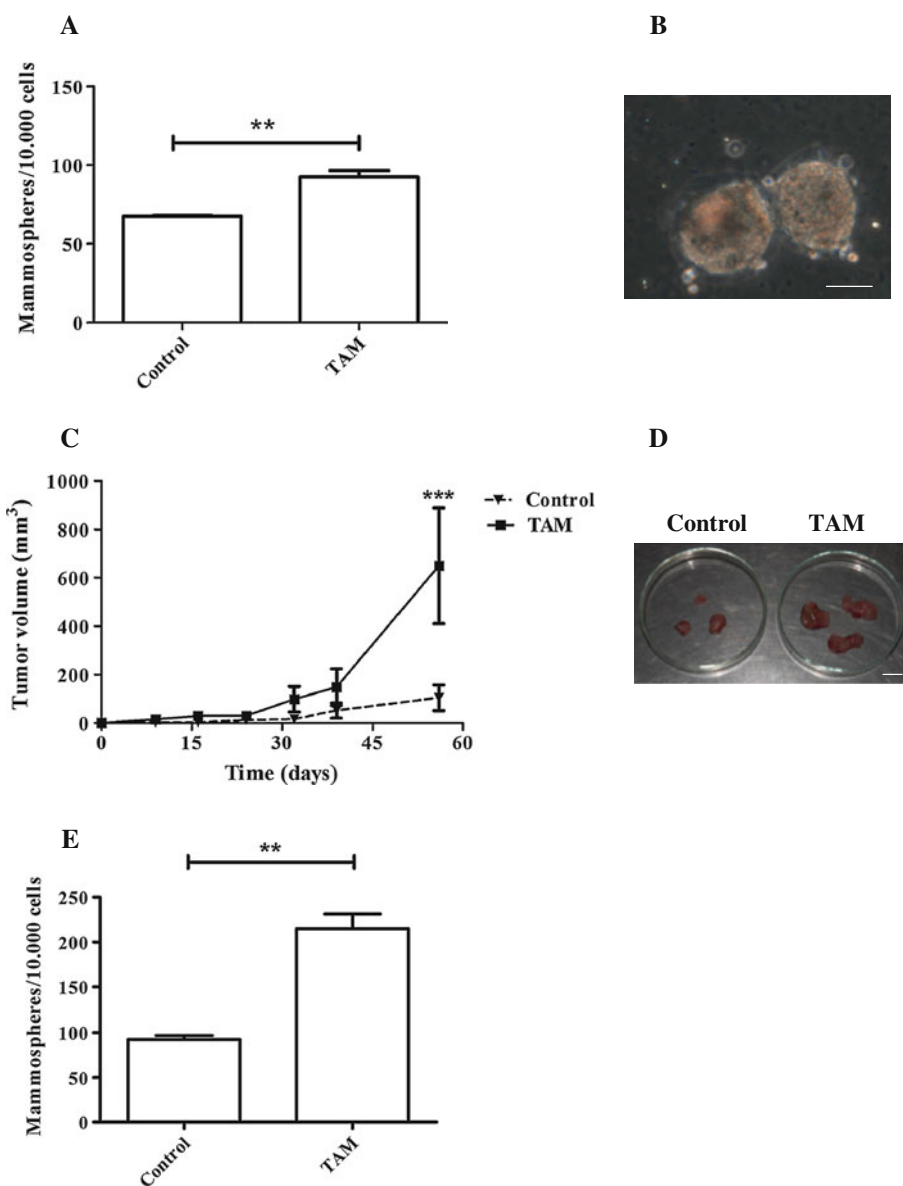 A
Mammospheres/10.000 cells
150
100
50
0
**
Control
TAM
B
C
Tumor volume (mm³)
1000
800
600
400
200
0
0 15 30 45 60
Time (days)
***
Control
TAM
D
Control TAM
E
Mammospheres/10.000 cells
250
200
150
100
50
0
**
Control
TAM